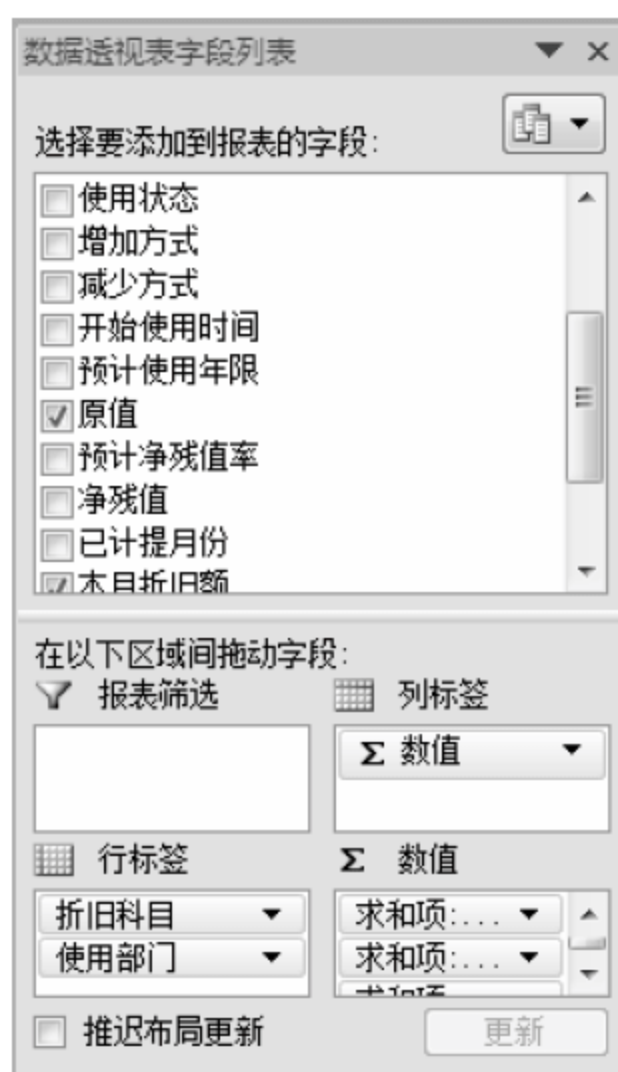 数据透视表字段列表
选择要添加到报表的字段:
使用状态
增加方式
减少方式
开始使用时间
预计使用年限
原值
预计净残值率
净残值
已计提月份
本月折旧额
在以下区域间拖动字段:
报表筛选
列标签
Σ 数值
行标签
Σ 数值
折旧科目
使用部门
求和项:...
求和项:...
推迟布局更新
更新